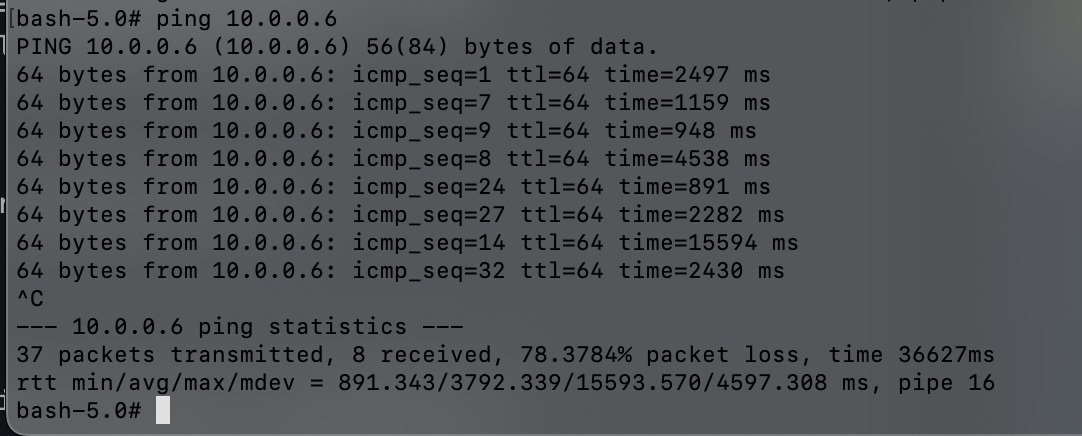 [bash-5.0# ping 10.0.0.6
PING 10.0.0.6 (10.0.0.6) 56(84) bytes of data.
64 bytes from 10.0.0.6: icmp_seq=1 ttl=64 time=2497 ms
64 bytes from 10.0.0.6: icmp_seq=7 ttl=64 time=1159 ms
64 bytes from 10.0.0.6: icmp_seq=9 ttl=64 time=948 ms
64 bytes from 10.0.0.6: icmp_seq=8 ttl=64 time=4538 ms
64 bytes from 10.0.0.6: icmp_seq=24 ttl=64 time=891 ms
64 bytes from 10.0.0.6: icmp_seq=27 ttl=64 time=2282 ms
64 bytes from 10.0.0.6: icmp_seq=14 ttl=64 time=15594 ms
64 bytes from 10.0.0.6: icmp_seq=32 ttl=64 time=2430 ms
^C
--- 10.0.0.6 ping statistics ---
37 packets transmitted, 8 received, 78.3784% packet loss, time 36627ms
rtt min/avg/max/mdev = 891.343/3792.339/15593.570/4597.308 ms, pipe 16
bash-5.0#